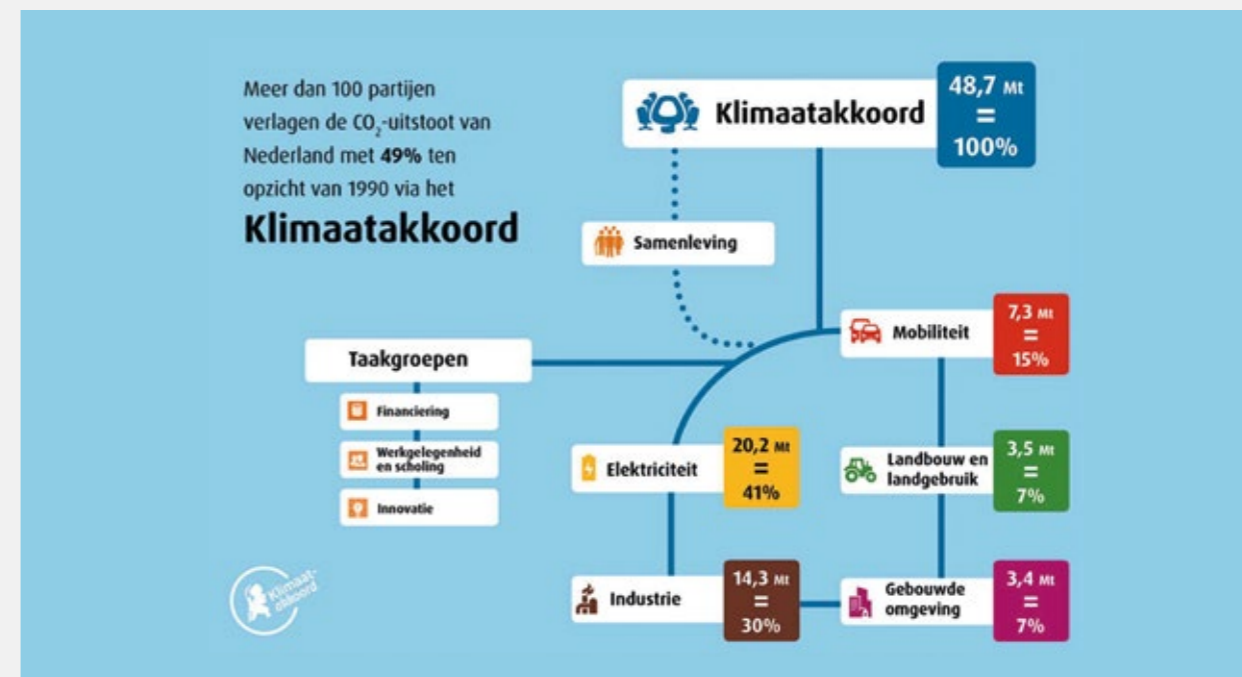 Meer dan 100 partijen
verlagen de CO₂-uitstoot van
Nederland met 49% ten
opzicht van 1990 via het
Klimaatakkoord
Klimaatakkoord
48,7 Mt
=
100%
Samenleving
Mobiliteit
7,3 Mt
=
15%
Taakgroepen
Financiering
Werkgelegenheid
en scholing
Innovatie
Elektriciteit
20,2 Mt
=
41%
Landbouw en
landgebruik
3,5 Mt
=
7%
Industrie
14,3 Mt
=
30%
Gebouwde
omgeving
3,4 Mt
=
7%
Klimaat-
akkoord